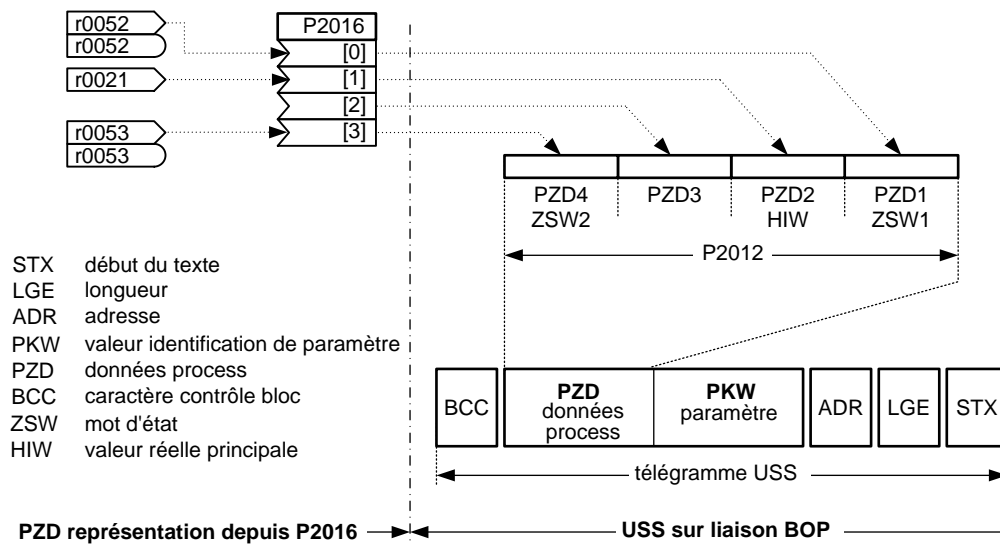 r0052
r0052
r0021
r0053
r0053
P2016
[0]
[1]
[2]
[3]
PZD4 PZD3 PZD2 PZD1
ZSW2 HIW ZSW1
P2012
STX début du texte
LGE longueur
ADR adresse
PKW valeur identification de paramètre
PZD données process
BCC caractère contrôle bloc
ZSW mot d'état
HIW valeur réelle principale
BCC
PZD
données
process
PKW
paramètre
ADR
LGE
STX
télégramme USS
PZD représentation depuis P2016
USS sur liaison BOP